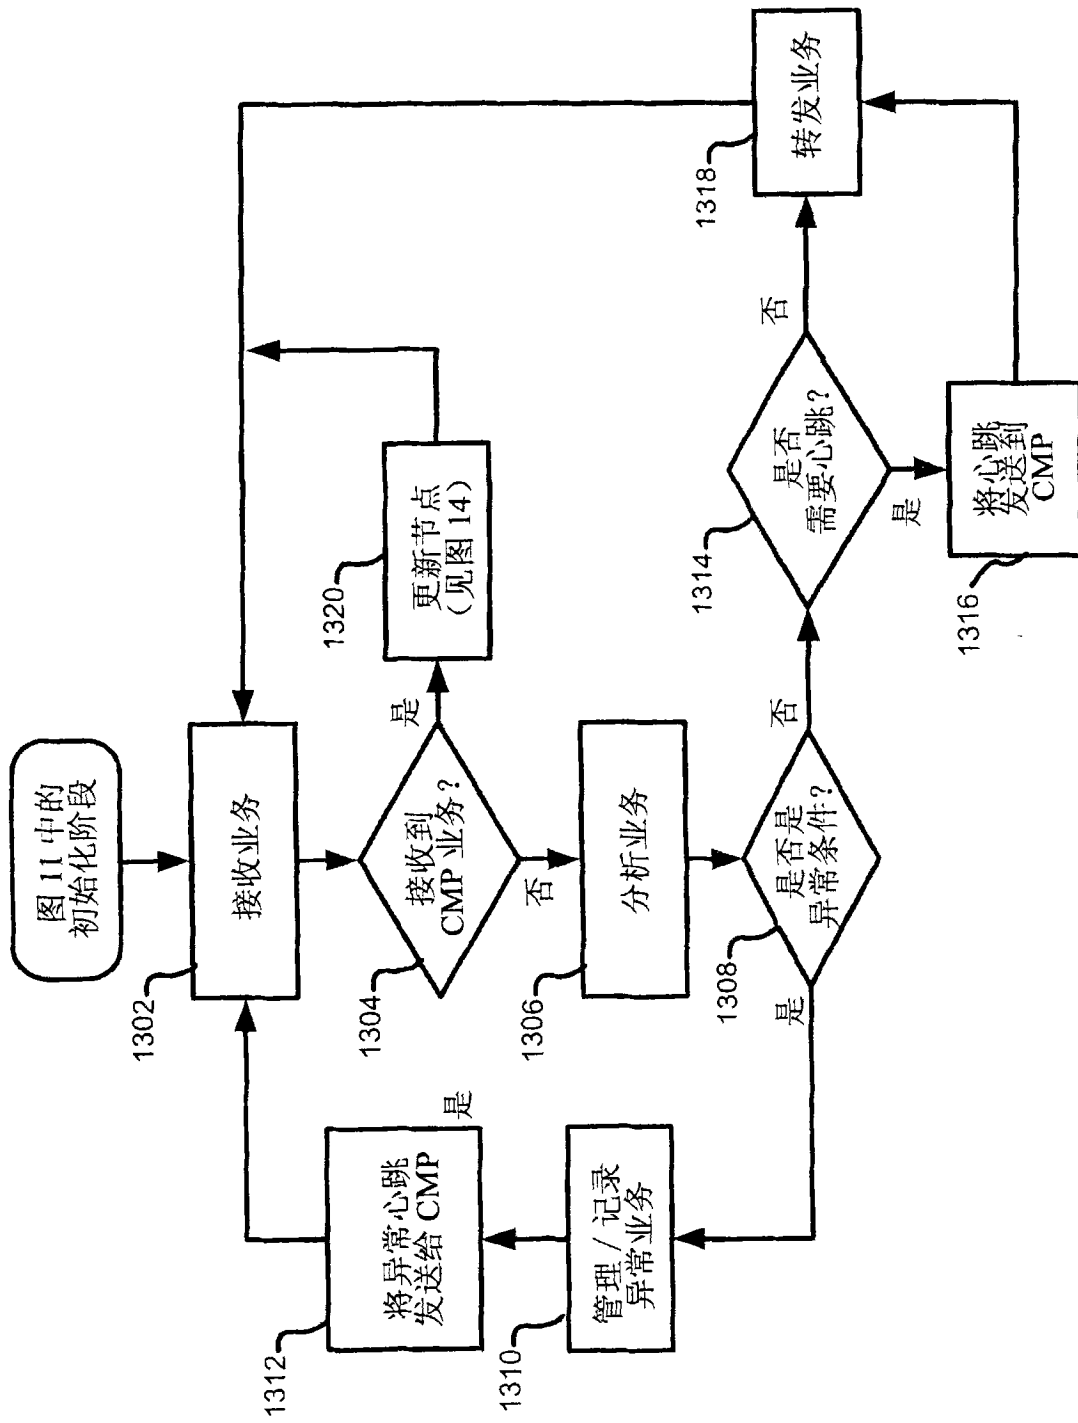 图 11 中的
初始化阶段
1302
接收业务
1304
接收到
CMP 业务？
是
否
1320
更新节点
（见图 14）
1306
分析业务
1308
是否是
异常条件？
是
否
1310
管理 / 记录
异常业务
1312
将异常心跳
发送给 CMP
是
1314
是否
需要心跳？
是
否
1316
将心跳
发送到
CMP
1318
转发业务